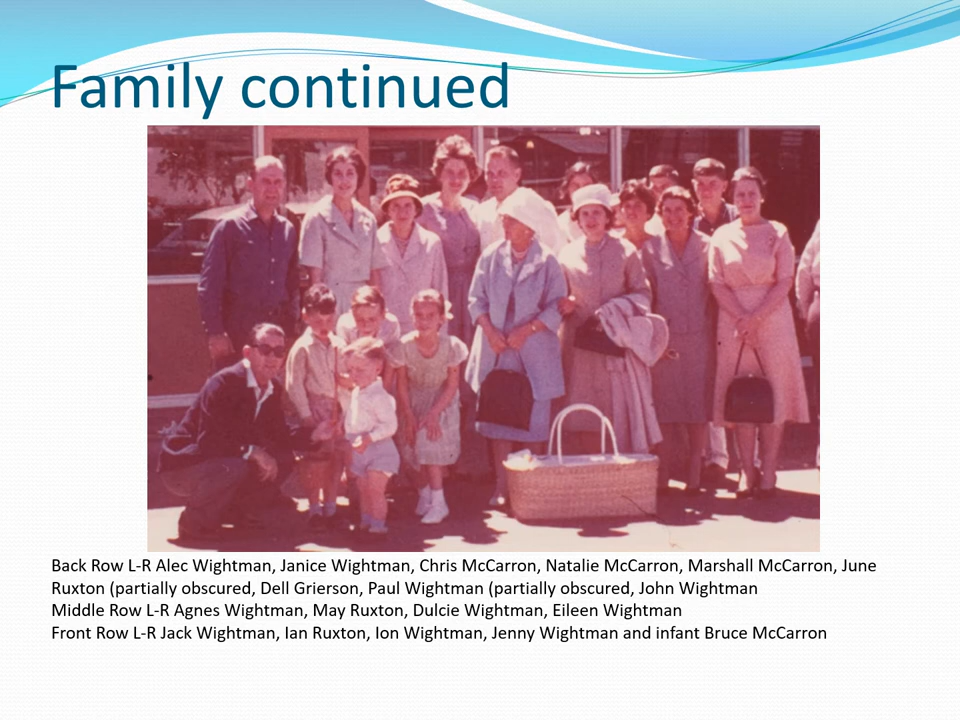 Family continued
Back Row L-R Alec Wightman, Janice Wightman, Chris McCarron, Natalie McCarron, Marshall McCarron, June
Ruxton (partially obscured, Dell Grierson, Paul Wightman (partially obscured, John Wightman
Middle Row L-R Agnes Wightman, May Ruxton, Dulcie Wightman, Eileen Wightman
Front Row L-R Jack Wightman, Ian Ruxton, Ion Wightman, Jenny Wightman and infant Bruce McCarron